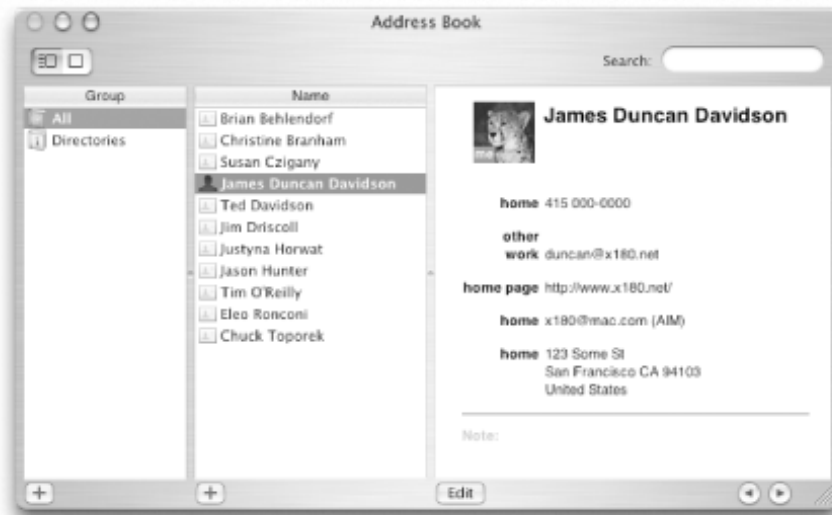 Address Book
Search:
Group
Name
All
Directories
Brian Behlendorf
Christine Branham
Susan Czigany
James Duncan Davidson
Ted Davidson
Jim Driscoll
Justyna Horwat
Jason Hunter
Tim O'Reilly
Eleo Ronconi
Chuck Toporek
me
James Duncan Davidson
home 415 000-0000
other
work duncan@x180.net
home page http://www.x180.net/
home x180@mac.com (AIM)
home 123 Some St
San Francisco CA 94103
United States
Note:
Edit